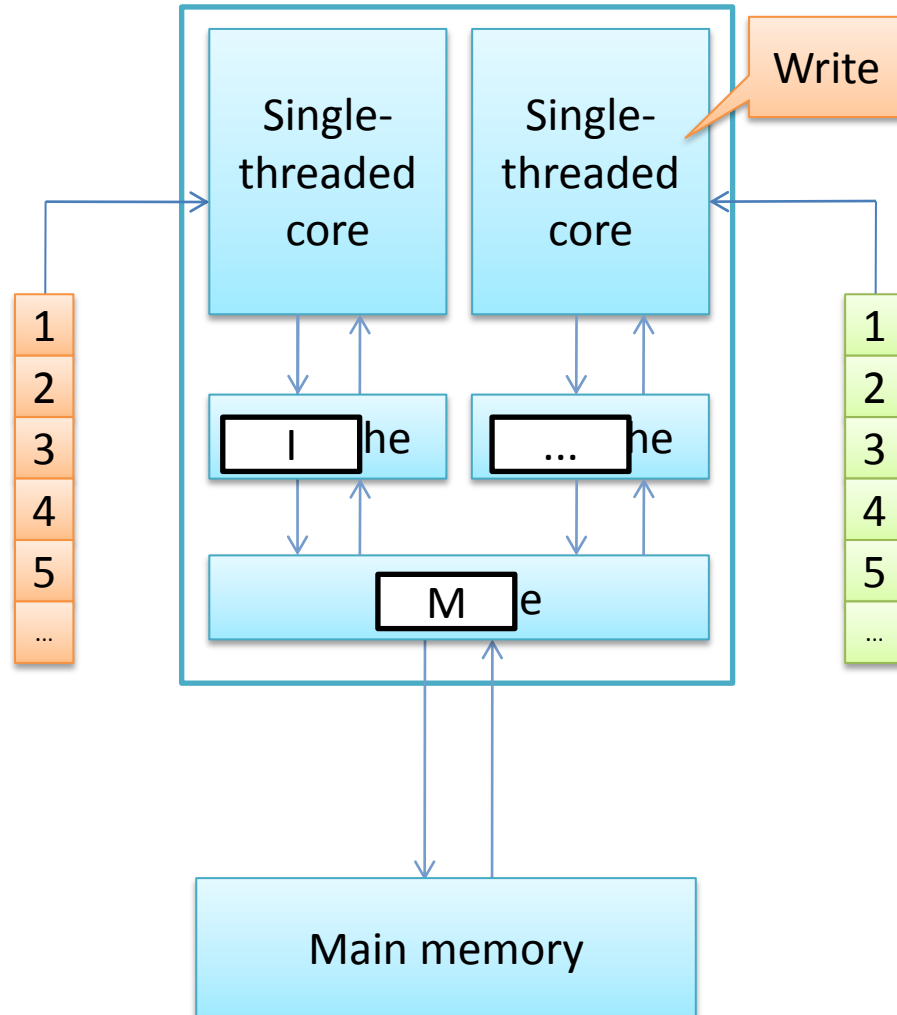 Single-
threaded
core
Single-
threaded
core
Write
1
2
3
4
5
...
1
2
3
4
5
...
I he
... he
M e
Main memory